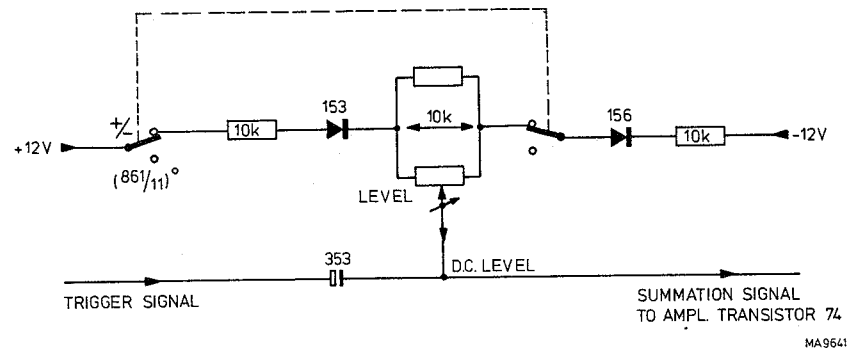 +/-
153
156
10k
10k
10k
+12V
-12V
(861/11)°
LEVEL
353
D.C. LEVEL
TRIGGER SIGNAL
SUMMATION SIGNAL
TO AMPL. TRANSISTOR 74
MA9641